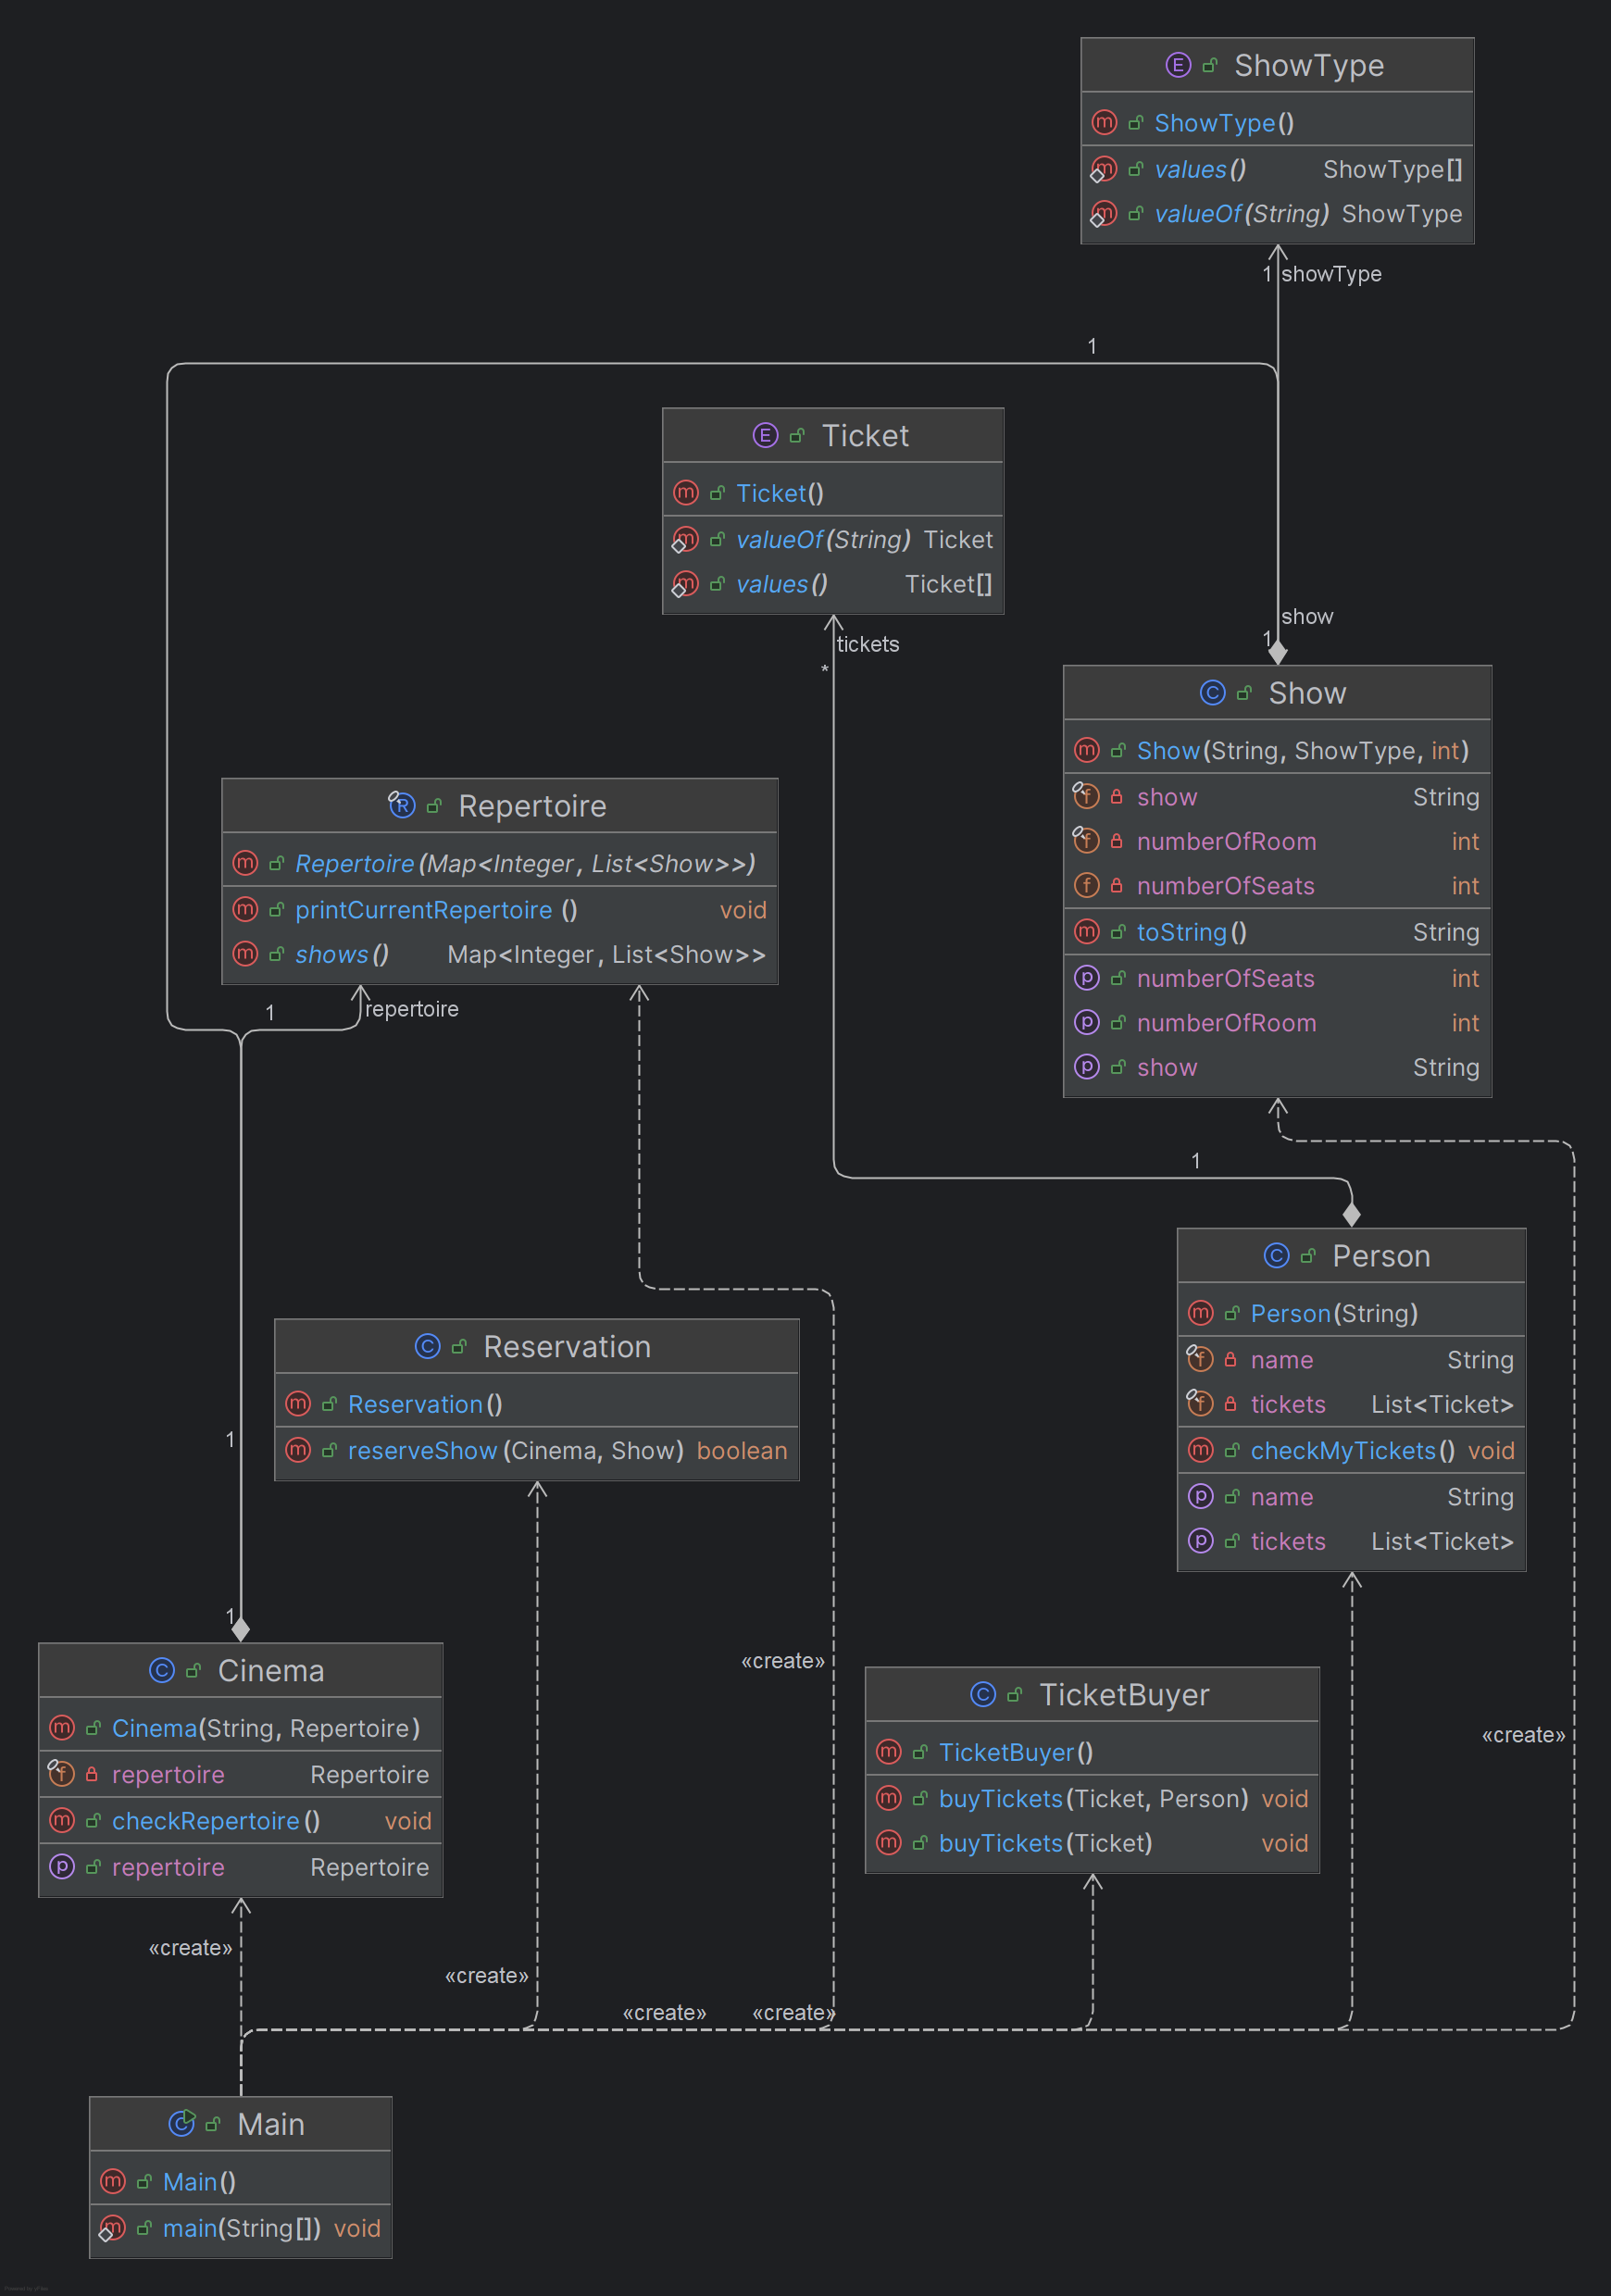 ShowType
ShowType()
values() ShowType[]
valueOf(String) ShowType
1 showType
1
Ticket
Ticket()
valueOf(String) Ticket
values() Ticket[]
tickets
*
show
1
Show
Show(String, ShowType, int)
show String
numberOfRoom int
numberOfSeats int
toString() String
numberOfSeats int
numberOfRoom int
show String
Repertoire
Repertoire(Map<Integer, List<Show>>)
printCurrentRepertoire () void
shows() Map<Integer, List<Show>>
1 repertoire
1
Person
Person(String)
name String
tickets List<Ticket>
checkMyTickets() void
name String
tickets List<Ticket>
Reservation
Reservation()
reserveShow(Cinema, Show) boolean
1
1
Cinema
Cinema(String, Repertoire)
repertoire Repertoire
checkRepertoire() void
repertoire Repertoire
«create»
TicketBuyer
TicketBuyer()
buyTickets(Ticket, Person) void
buyTickets(Ticket) void
«create»
«create»
«create»
«create» «create»
Main
Main()
main(String[]) void
Powered by yFiles